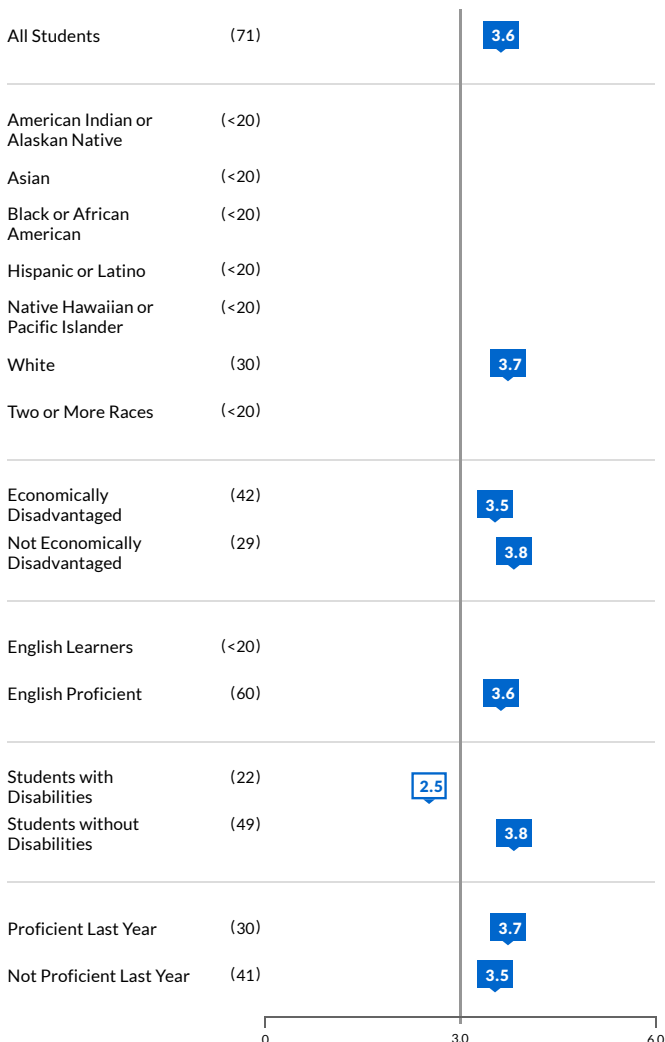 All Students (71) 3.6
American Indian or
Alaskan Native (<20)
Asian (<20)
Black or African
American (<20)
Hispanic or Latino (<20)
Native Hawaiian or
Pacific Islander (<20)
White (30) 3.7
Two or More Races (<20)
Economically
Disadvantaged (42) 3.5
Not Economically
Disadvantaged (29) 3.8
English Learners (<20)
English Proficient (60) 3.6
Students with
Disabilities (22) 2.5
Students without
Disabilities (49) 3.8
Proficient Last Year (30) 3.7
Not Proficient Last Year (41) 3.5
0 3.0 6.0